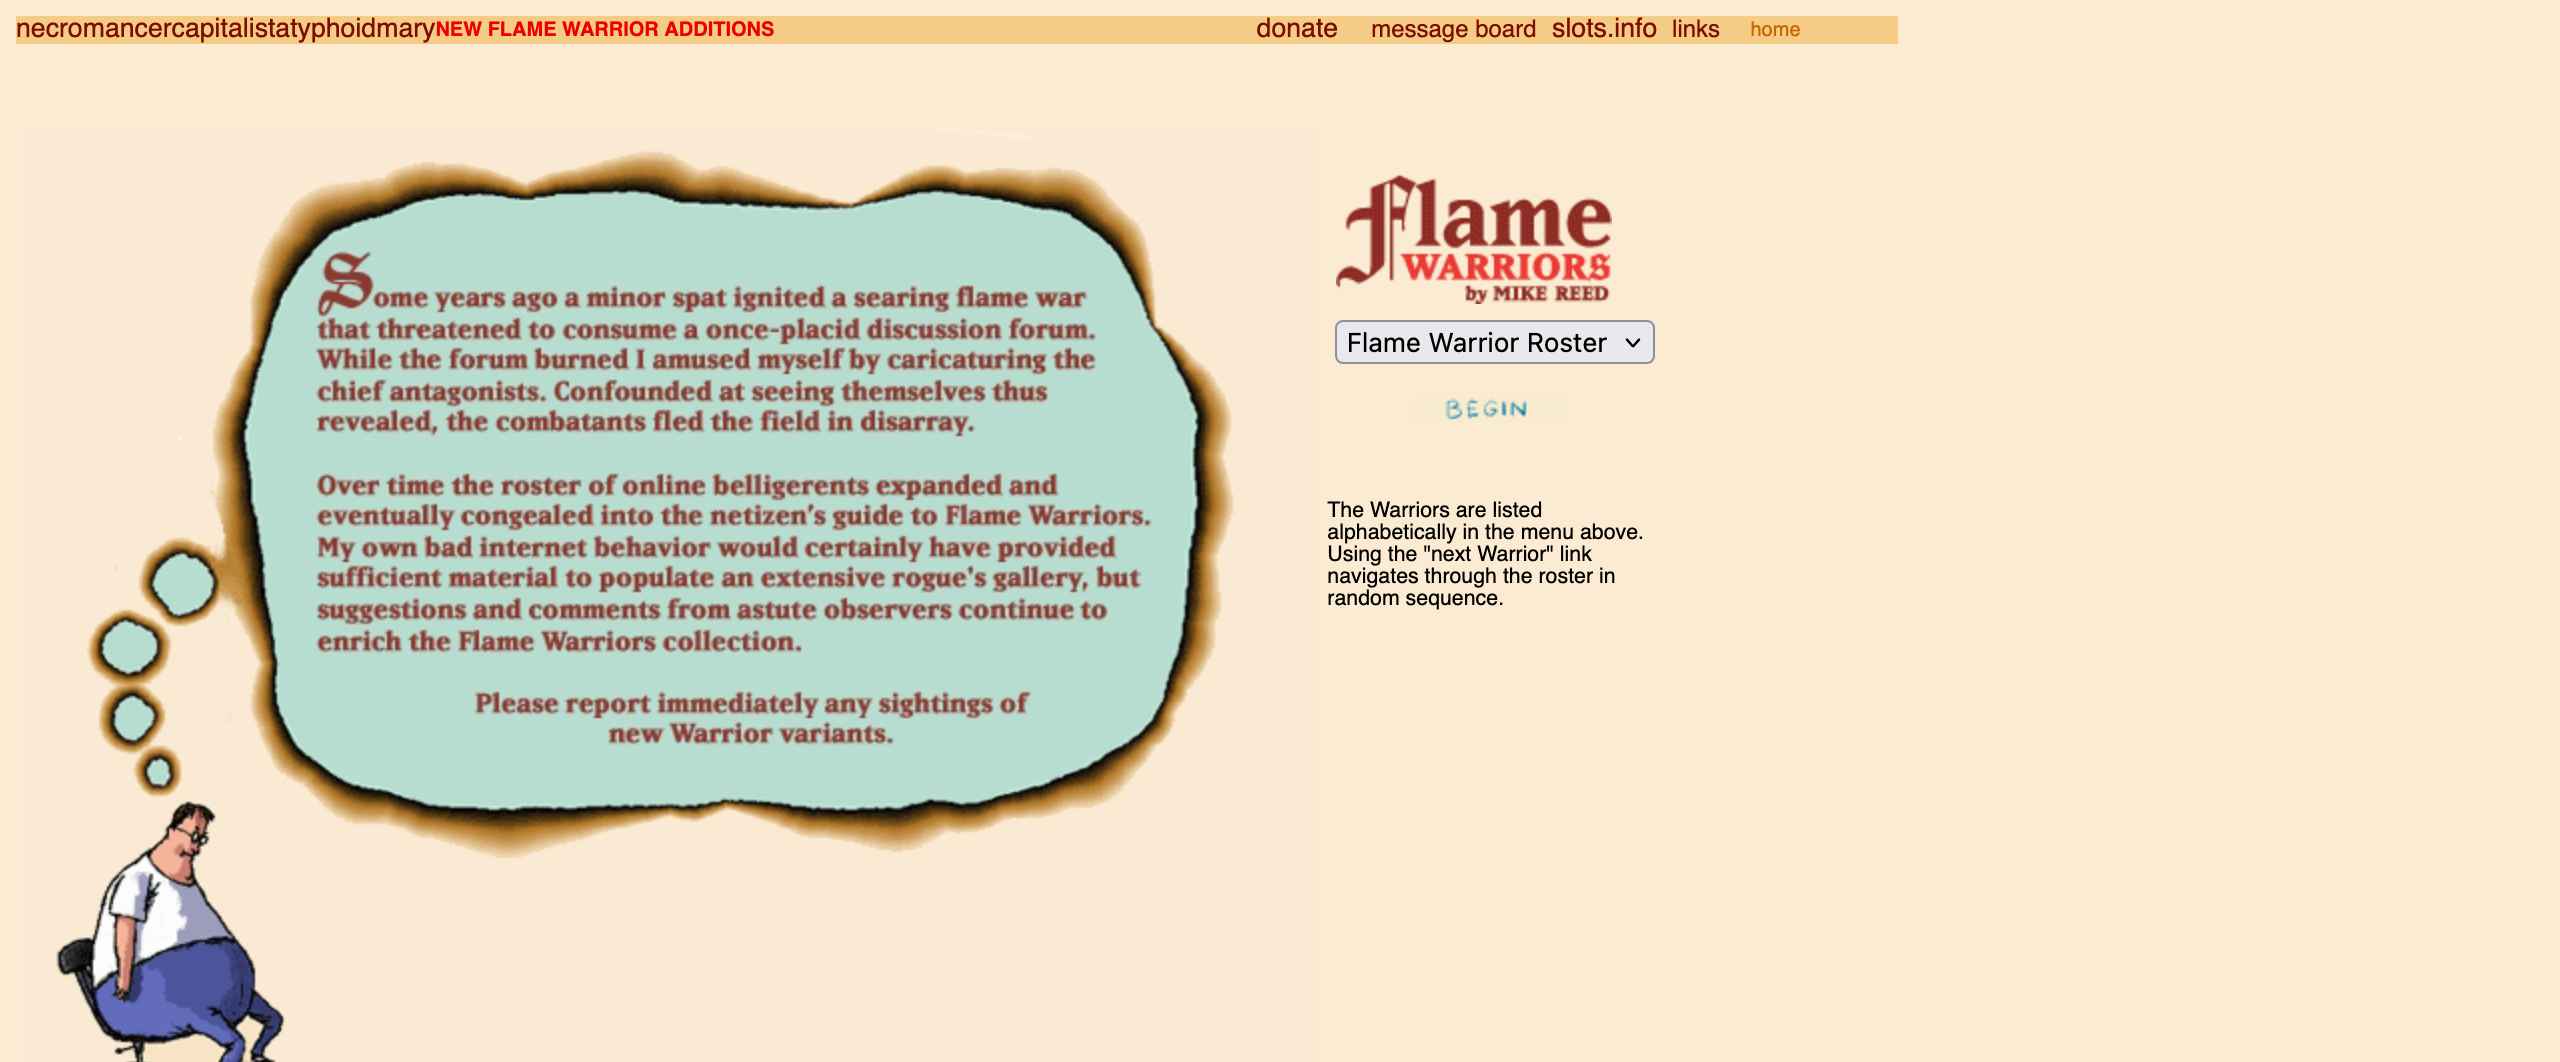 necromancercapitalistatyphoidmaryNEW FLAME WARRIOR ADDITIONS donate message board slots.info links home
Some years ago a minor spat ignited a searing flame war
that threatened to consume a once-placid discussion forum.
While the forum burned I amused myself by caricaturing the
chief antagonists. Confounded at seeing themselves thus
revealed, the combatants fled the field in disarray.
Over time the roster of online belligerents expanded and
eventually congealed into the netizen's guide to Flame Warriors.
My own bad internet behavior would certainly have provided
sufficient material to populate an extensive rogue's gallery, but
suggestions and comments from astute observers continue to
enrich the Flame Warriors collection.
Please report immediately any sightings of
new Warrior variants.
flame
WARRIORS
by MIKE REED
Flame Warrior Roster
BEGIN
The Warriors are listed
alphabetically in the menu above.
Using the "next Warrior" link
navigates through the roster in
random sequence.